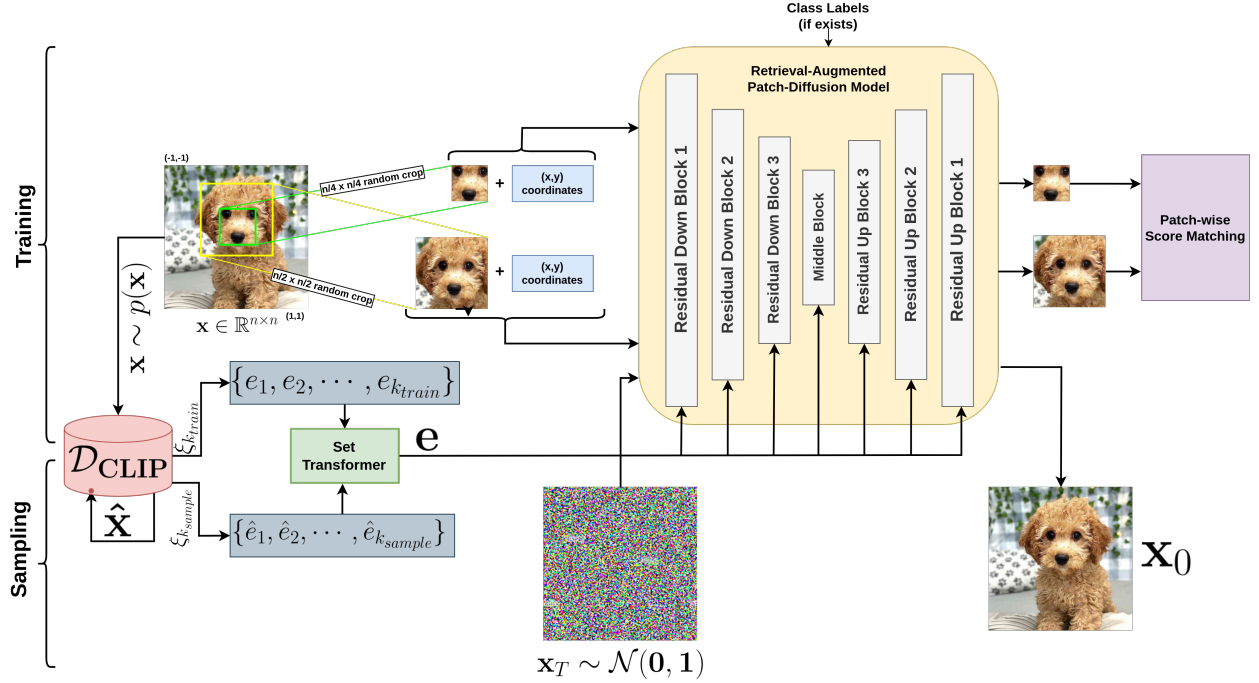 Class Labels
(if exists)
Retrieval-Augmented
Patch-Diffusion Model
Training
(-1,-1)
n/4 x n/4 random crop
+
(x,y)
coordinates
n/2 x n/2 random crop
+
(x,y)
coordinates
(1,1)
𝐱 ∈ ℝ^{n×n}
𝐱 ∼ p(𝐱)
Residual Down Block 1
Residual Down Block 2
Residual Down Block 3
Middle Block
Residual Up Block 3
Residual Up Block 2
Residual Up Block 1
Patch-wise
Score Matching
ξ_{k_{train}}
{e_1, e_2, ⋯ , e_{k_{train}}}
𝒟_{CLIP}
Set
Transformer
𝐞
Sampling
𝐱̂
ξ_{k_{sample}}
{ê_1, ê_2, ⋯ , ê_{k_{sample}}}
𝐱_T ∼ 𝒩(𝟎, 𝟏)
𝐱_0